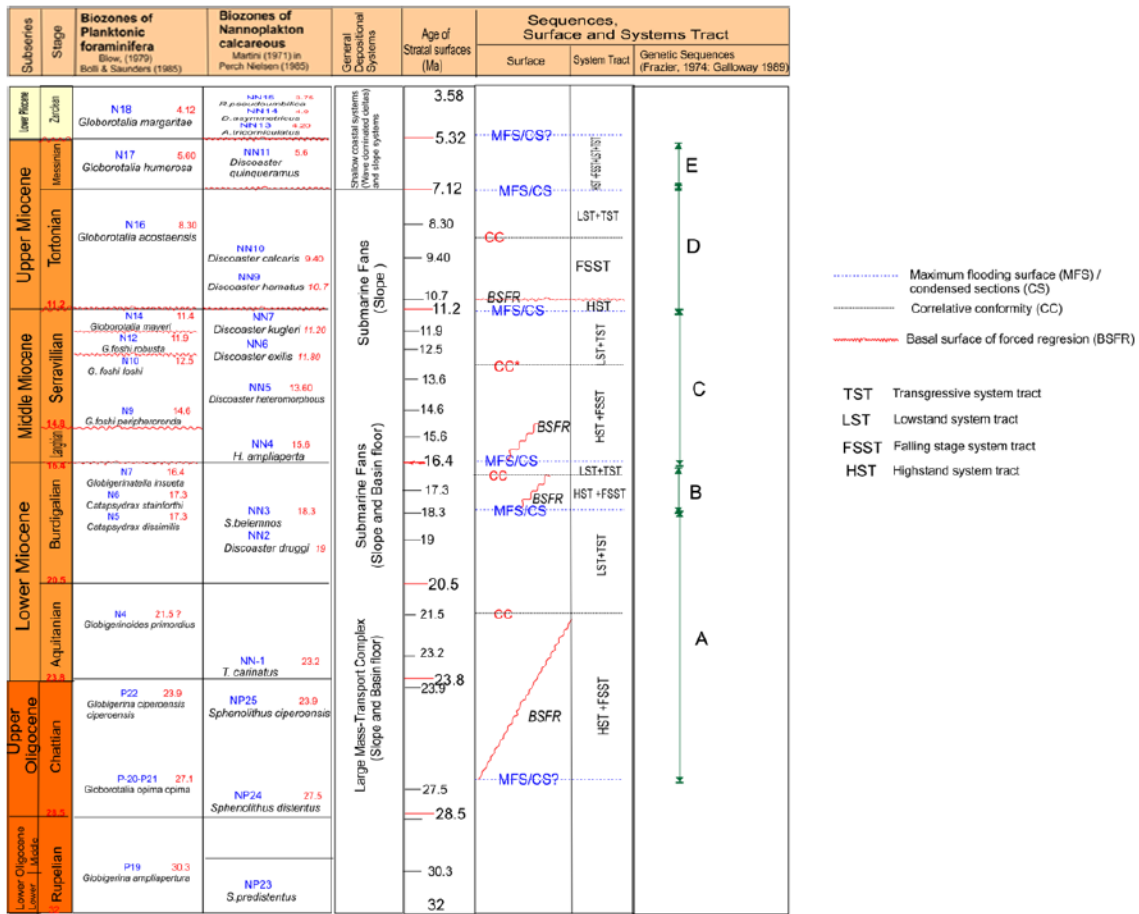 Subseries
Stage
Biozones of
Planktonic
foraminifera
Blow, (1979)
Bolli & Saunders (1985)
Biozones of
Nannoplakton
calcareous
Martini (1971) in
Perch Nielsen (1985)
General
Depositional
Systems
Age of
Stratal surfaces
(Ma)
Sequences,
Surface and Systems Tract
Surface
System Tract
Genetic Sequences
(Frazier, 1974: Galloway 1989)
Lower Pliocene
Zanclean
N18 4.12
Globorotalia margaritae
NN15 3.75
R.pseudoumbilica
NN14
D.asymmetricus
NN13 4.20
A.tricorniculatus
Shallow coastal systems
(Wave dominated deltas)
and slope systems
3.58
5.32
MFS/CS?
Upper Miocene
Messinian
N17 5.60
Globorotalia humerosa
NN11 5.6
Discoaster
quinqueramus
7.12
MFS/CS
E
Tortonian
N16 8.30
Globorotalia acostaensis
NN10
Discoaster calcaris 9.40
NN9
Discoaster hamatus 10.7
Submarine Fans
(Slope )
8.30
9.40
10.7
11.2
LST+TST
CC
FSST
BSFR
HST
MFS/CS
D
11.2
Middle Miocene
Serravillian
N14 11.4
Globorotalia mayeri
N12 11.9
G.foshi robusta
N10 12.5
G. foshi foshi
N9 14.6
G.foshi peripheroronda
14.8
Langhian
NN7
Discoaster kugleri 11.20
NN6
Discoaster exilis 11.80
NN5 13.60
Discoaster heteromorphous
NN4 15.6
H. ampliaperta
11.9
12.5
13.6
14.6
15.6
16.4
LST+TST
CC*
HST +FSST
BSFR
MFS/CS
C
16.4
Lower Miocene
Burdigalian
N7 16.4
Globigerinatella insueta
N6 17.3
Catapsydrax stainforthi
N5 17.3
Catapsydrax dissimilis
NN3 18.3
S.belemnos
NN2
Discoaster druggi 19
Submarine Fans
(Slope and Basin floor)
17.3
18.3
19
20.5
LST+TST
CC
HST +FSST
BSFR
MFS/CS
LST+TST
B
20.5
Aquitanian
N4 21.5 ?
Globigerinoides primordius
NN-1 23.2
T. carinatus
21.5
23.2
23.8
23.9
CC
A
23.8
Upper
Oligocene
Chattian
P22 23.9
Globigerina ciperoensis
ciperoensis
P-20-P21 27.1
Globorotalia opima opima
NP25 23.9
Sphenolithus ciperoensis
NP24 27.5
Sphenolithus distentus
Large Mass-Transport Complex
(Slope and Basin floor)
27.5
28.5
BSFR
HST +FSST
MFS/CS?
Lower Oligocene
Lower
Middle
Rupelian
P19 30.3
Globigerina ampliapertura
NP23
S.predistentus
30.3
32
Maximum flooding surface (MFS) /
condensed sections (CS)
Correlative conformity (CC)
Basal surface of forced regresion (BSFR)
TST Transgressive system tract
LST Lowstand system tract
FSST Falling stage system tract
HST Highstand system tract